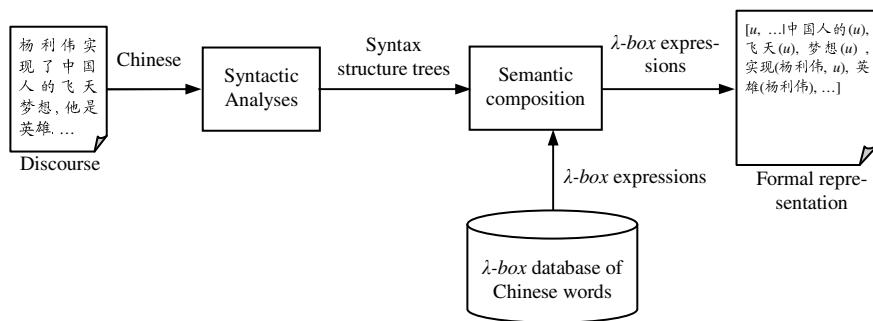 杨利伟实
现了中国
人的飞天
梦想,他是
英雄. …
Discourse
Chinese
Syntactic
Analyses
Syntax
structure trees
Semantic
composition
λ-box expres-
sions
[u, …|中国人的(u),
飞天(u), 梦想(u) ,
实现(杨利伟, u), 英
雄(杨利伟), …]
Formal repre-
sentation
λ-box expressions
λ-box database of
Chinese words